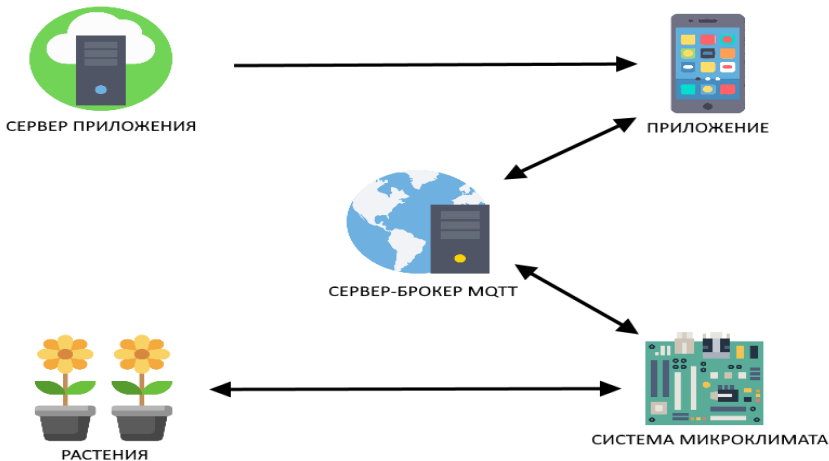 СЕРВЕР ПРИЛОЖЕНИЯ
ПРИЛОЖЕНИЕ
СЕРВЕР-БРОКЕР MQTT
РАСТЕНИЯ
СИСТЕМА МИКРОКЛИМАТА